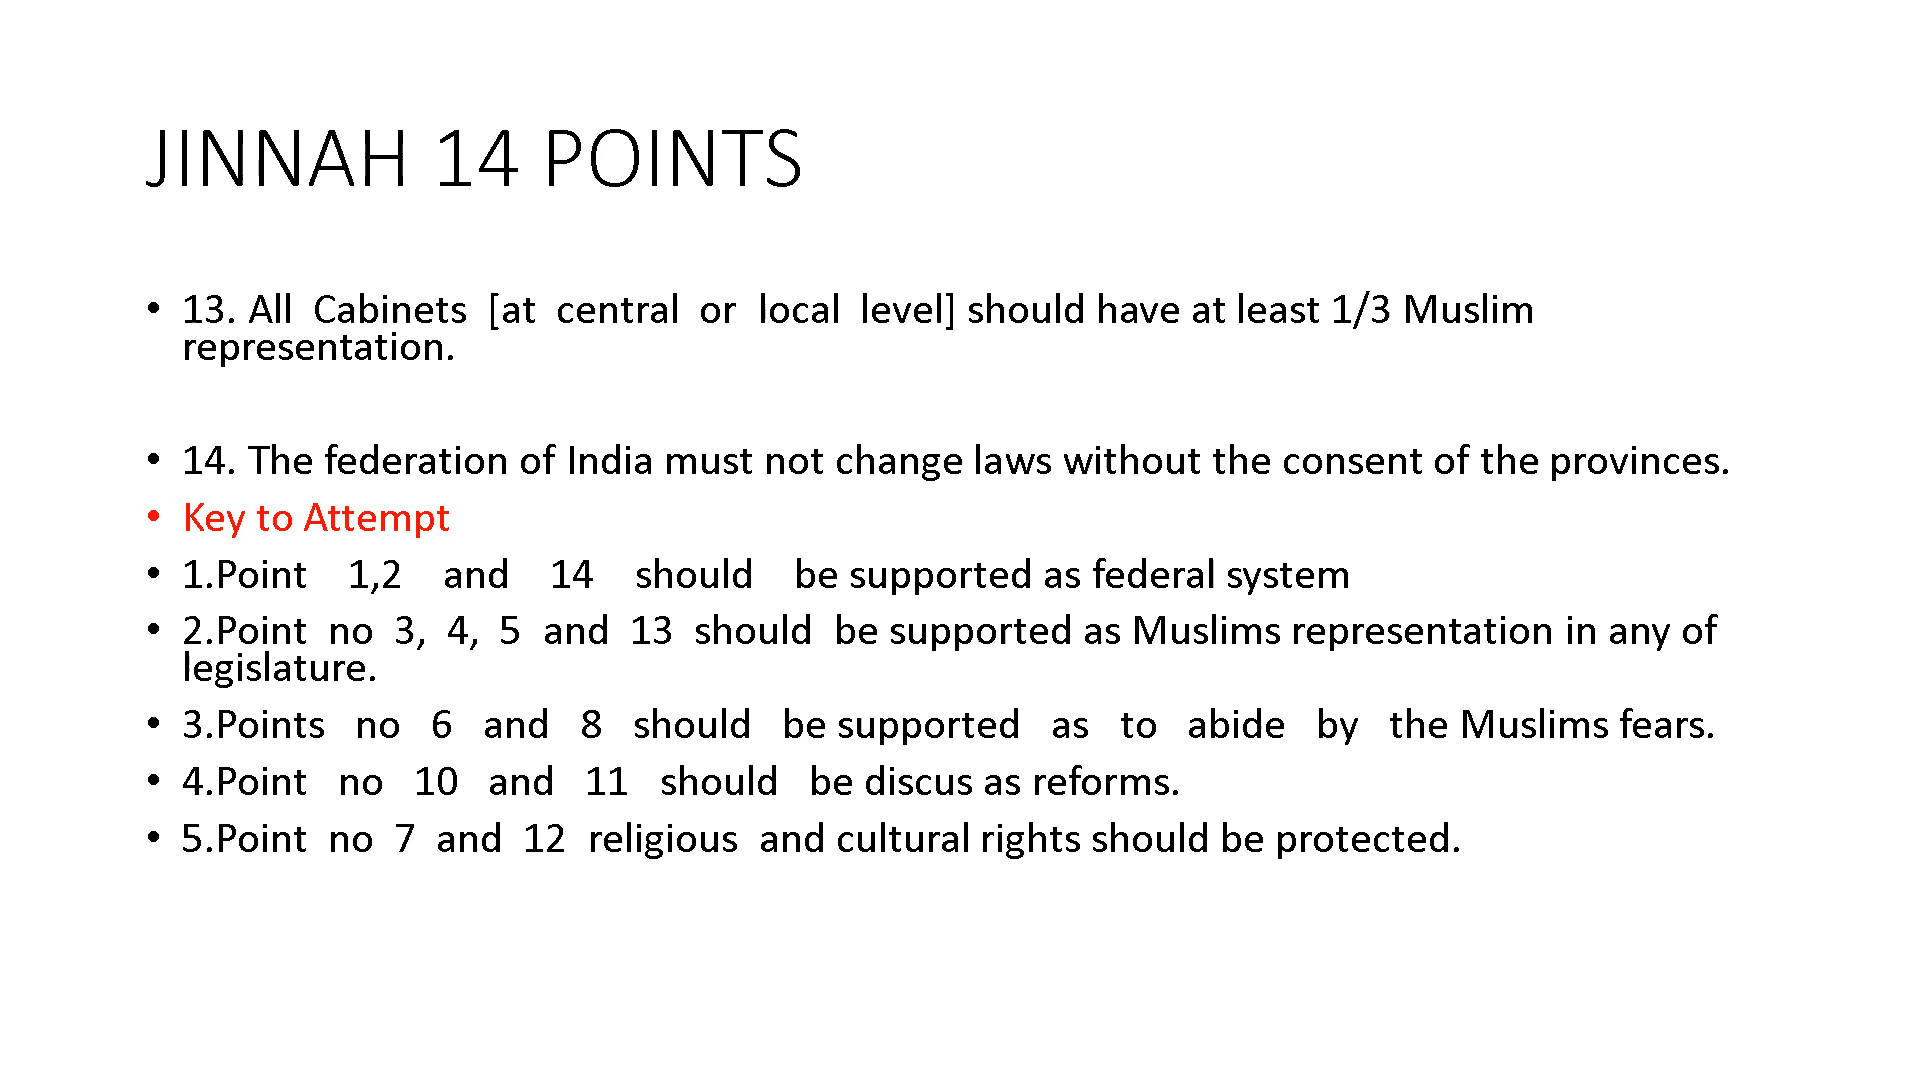 JINNAH 14 POINTS
• 13. All Cabinets [at central or local level] should have at least 1/3 Muslim
representation.
• 14. The federation of India must not change laws without the consent of the provinces.
• Key to Attempt
• 1.Point 1,2 and 14 should be supported as federal system
• 2.Point no 3, 4, 5 and 13 should be supported as Muslims representation in any of
legislature.
• 3.Points no 6 and 8 should be supported as to abide by the Muslims fears.
• 4.Point no 10 and 11 should be discus as reforms.
• 5.Point no 7 and 12 religious and cultural rights should be protected.